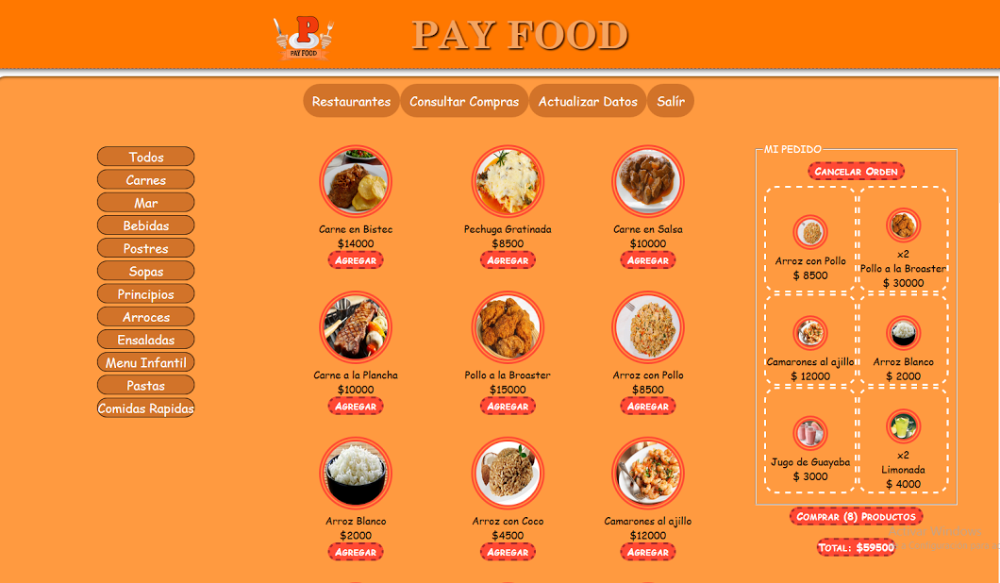 PAY FOOD
P
PAY FOOD
Restaurantes Consultar Compras Actualizar Datos Salír
Todos
Carnes
Mar
Bebidas
Postres
Sopas
Principios
Arroces
Ensaladas
Menu Infantil
Pastas
Comidas Rapidas
Carne en Bistec
$14000
Agregar
Pechuga Gratinada
$8500
Agregar
Carne en Salsa
$10000
Agregar
Carne a la Plancha
$10000
Agregar
Pollo a la Broaster
$15000
Agregar
Arroz con Pollo
$8500
Agregar
Arroz Blanco
$2000
Agregar
Arroz con Coco
$4500
Agregar
Camarones al ajillo
$12000
Agregar
MI PEDIDO
Cancelar Orden
Arroz con Pollo
$ 8500
x2
Pollo a la Broaster
$ 30000
Camarones al ajillo
$ 12000
Arroz Blanco
$ 2000
Jugo de Guayaba
$ 3000
x2
Limonada
$ 4000
Comprar (8) Productos
Total: $59500